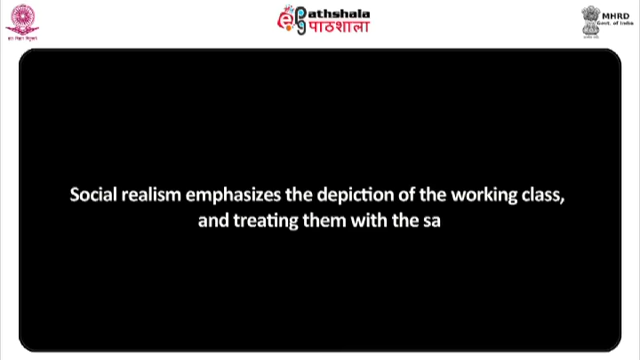 ePathshala
पाठशाला
MHRD
Govt. of India
Social realism emphasizes the depiction of the working class,
and treating them with the sa